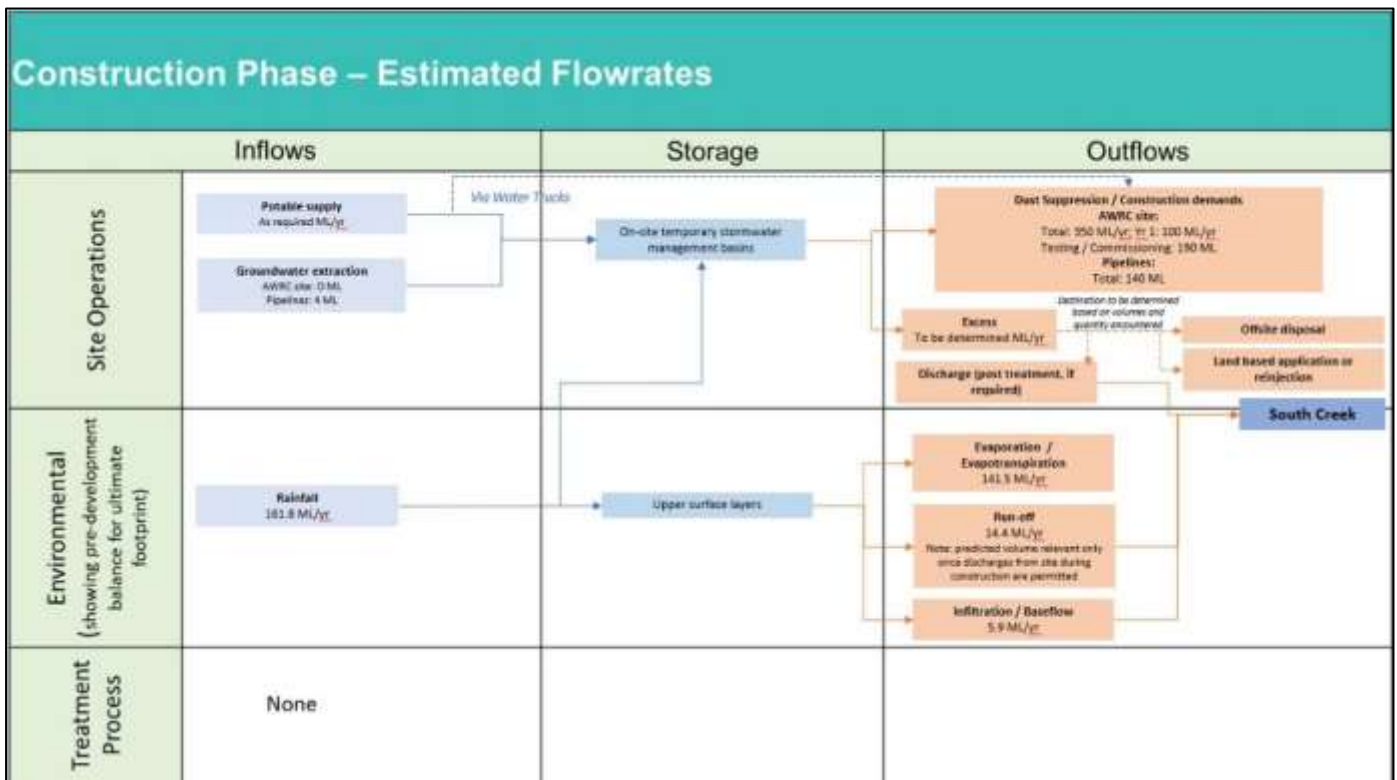 Construction Phase – Estimated Flowrates
Inflows
Storage
Outflows
Site Operations
Potable supply
As required ML/yr
Via Water Trucks
Groundwater extraction
AWRC site: 0 ML
Pipelines: 4 ML
On-site temporary stormwater
management basins
Dust Suppression / Construction demands
AWRC site:
Total: 350 ML/yr; Yr 1: 100 ML/yr
Testing / Commissioning: 190 ML
Pipelines:
Total: 140 ML
Destination to be determined
based on volumes and
quantity encountered
Excess
To be determined ML/yr
Offsite disposal
Land based application or
reinjection
Discharge (post treatment, if
required)
South Creek
Environmental
(showing pre-development
balance for ultimate
footprint)
Rainfall
161.8 ML/yr
Upper surface layers
Evaporation /
Evapotranspiration
141.5 ML/yr
Run-off
14.4 ML/yr
Note: predicted volume relevant only
once discharges from site during
construction are permitted
Infiltration / Baseflow
5.9 ML/yr
Treatment
Process
None